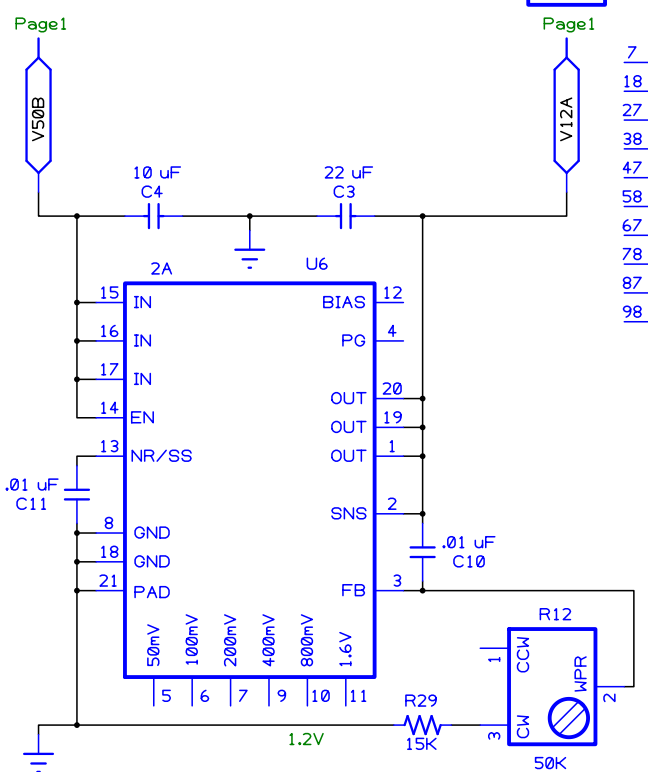 Page1
Page1
V50B
V12A
7
18
27
38
47
58
67
78
87
98
10 uF
C4
22 uF
C3
2A
U6
15
IN
BIAS
12
16
IN
PG
4
17
IN
14
EN
OUT
20
OUT
19
13
NR/SS
OUT
1
.01 uF
C11
SNS
2
8
GND
18
GND
.01 uF
C10
21
PAD
FB
3
50mV
100mV
200mV
400mV
800mV
1.6V
5
6
7
9
10
11
R12
1
CCW
WPR
2
CW
3
R29
15K
1.2V
50K